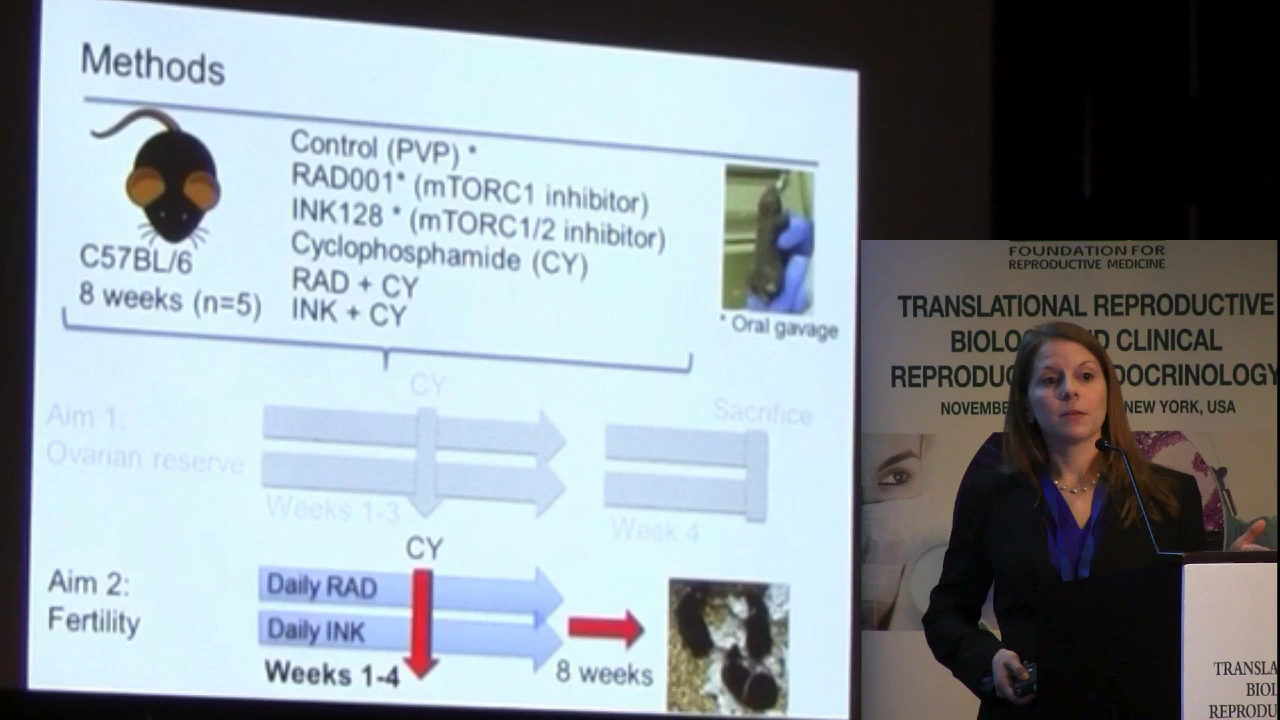 Methods
Control (PVP) *
RAD001* (mTORC1 inhibitor)
INK128 * (mTORC1/2 inhibitor)
Cyclophosphamide (CY)
RAD + CY
INK + CY
C57BL/6
8 weeks (n=5)
* Oral gavage
CY
Aim 1:
Ovarian reserve
Sacrifice
Weeks 1-3
Week 4
CY
Aim 2:
Fertility
Daily RAD
Daily INK
Weeks 1-4
8 weeks
FOUNDATION FOR
REPRODUCTIVE MEDICINE
TRANSLATIONAL REPRODUCTIVE
CLINICAL
NEW YORK, USA